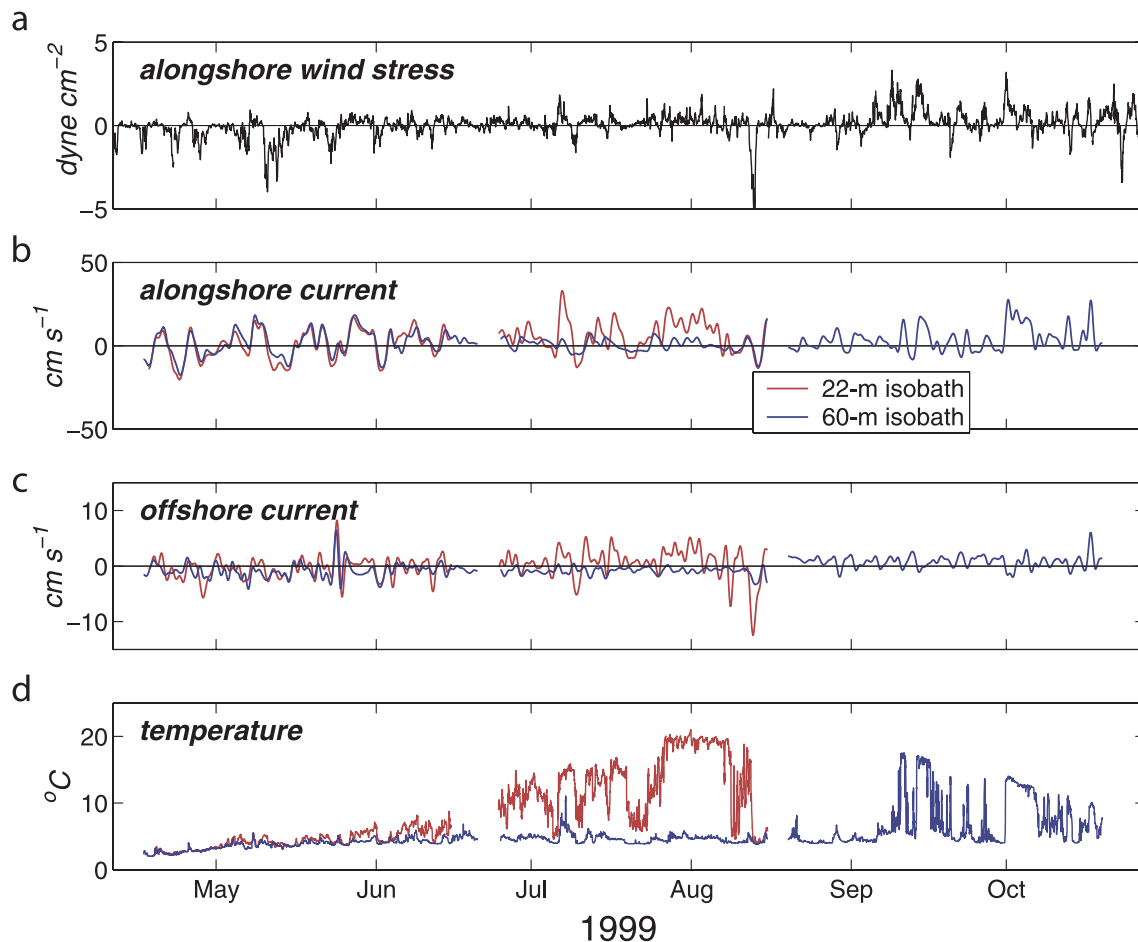 a
alongshore wind stress
dyne cm−2
5
0
−5
b
alongshore current
cm s−1
50
0
−50
22-m isobath
60-m isobath
c
offshore current
cm s−1
10
0
−10
d
temperature
oC
20
10
0
May Jun Jul Aug Sep Oct
1999